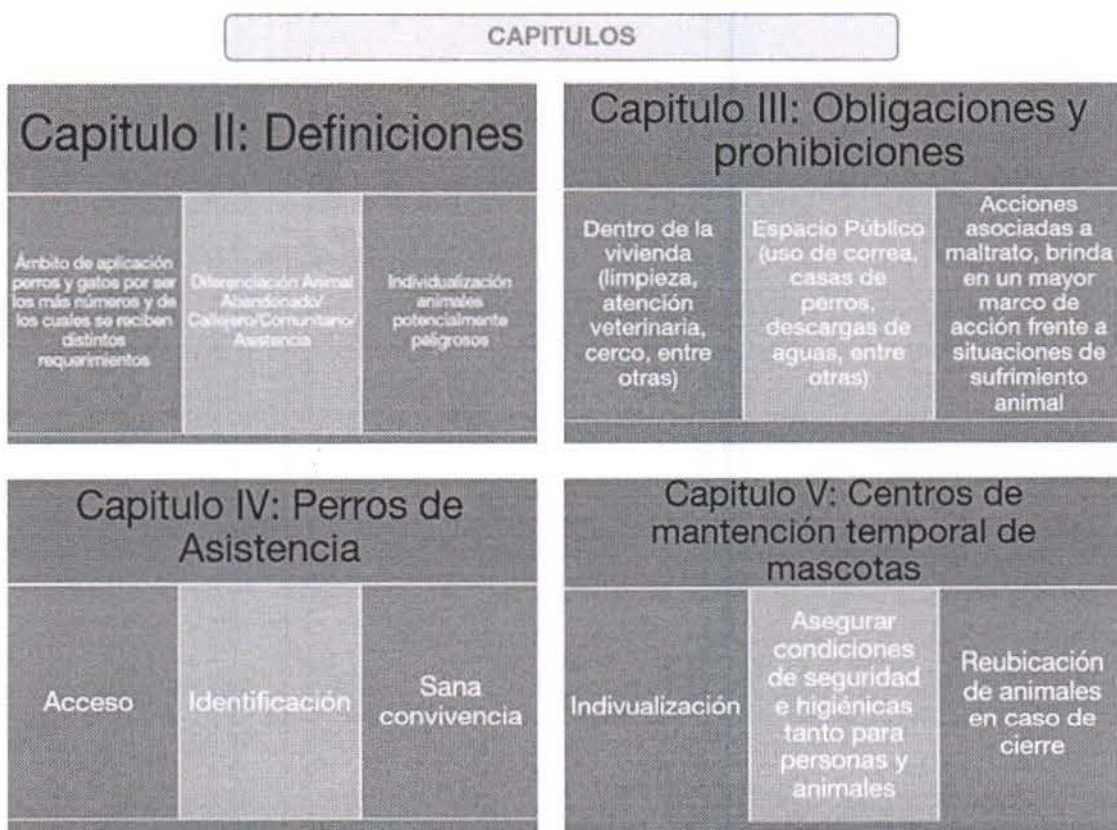 CAPITULOS
Capitulo II: Definiciones
Ámbito de aplicación
perros y gatos por ser
los más números y de
los cuales se reciben
distintos
requerimientos
Diferenciación Animal
Abandonado/
Callejero/Comunitario/
Asistencia
Individualización
animales
potencialmente
peligrosos
Capitulo III: Obligaciones y
prohibiciones
Dentro de la
vivienda
(limpieza,
atención
veterinaria,
cerco, entre
otras)
Espacio Público
(uso de correa,
casas de
perros,
descargas de
aguas, entre
otras)
Acciones
asociadas a
maltrato, brinda
en un mayor
marco de
acción frente a
situaciones de
sufrimiento
animal
Capitulo IV: Perros de
Asistencia
Acceso
Identificación
Sana
convivencia
Capitulo V: Centros de
mantención temporal de
mascotas
Indivualización
Asegurar
condiciones
de seguridad
e higiénicas
tanto para
personas y
animales
Reubicación
de animales
en caso de
cierre